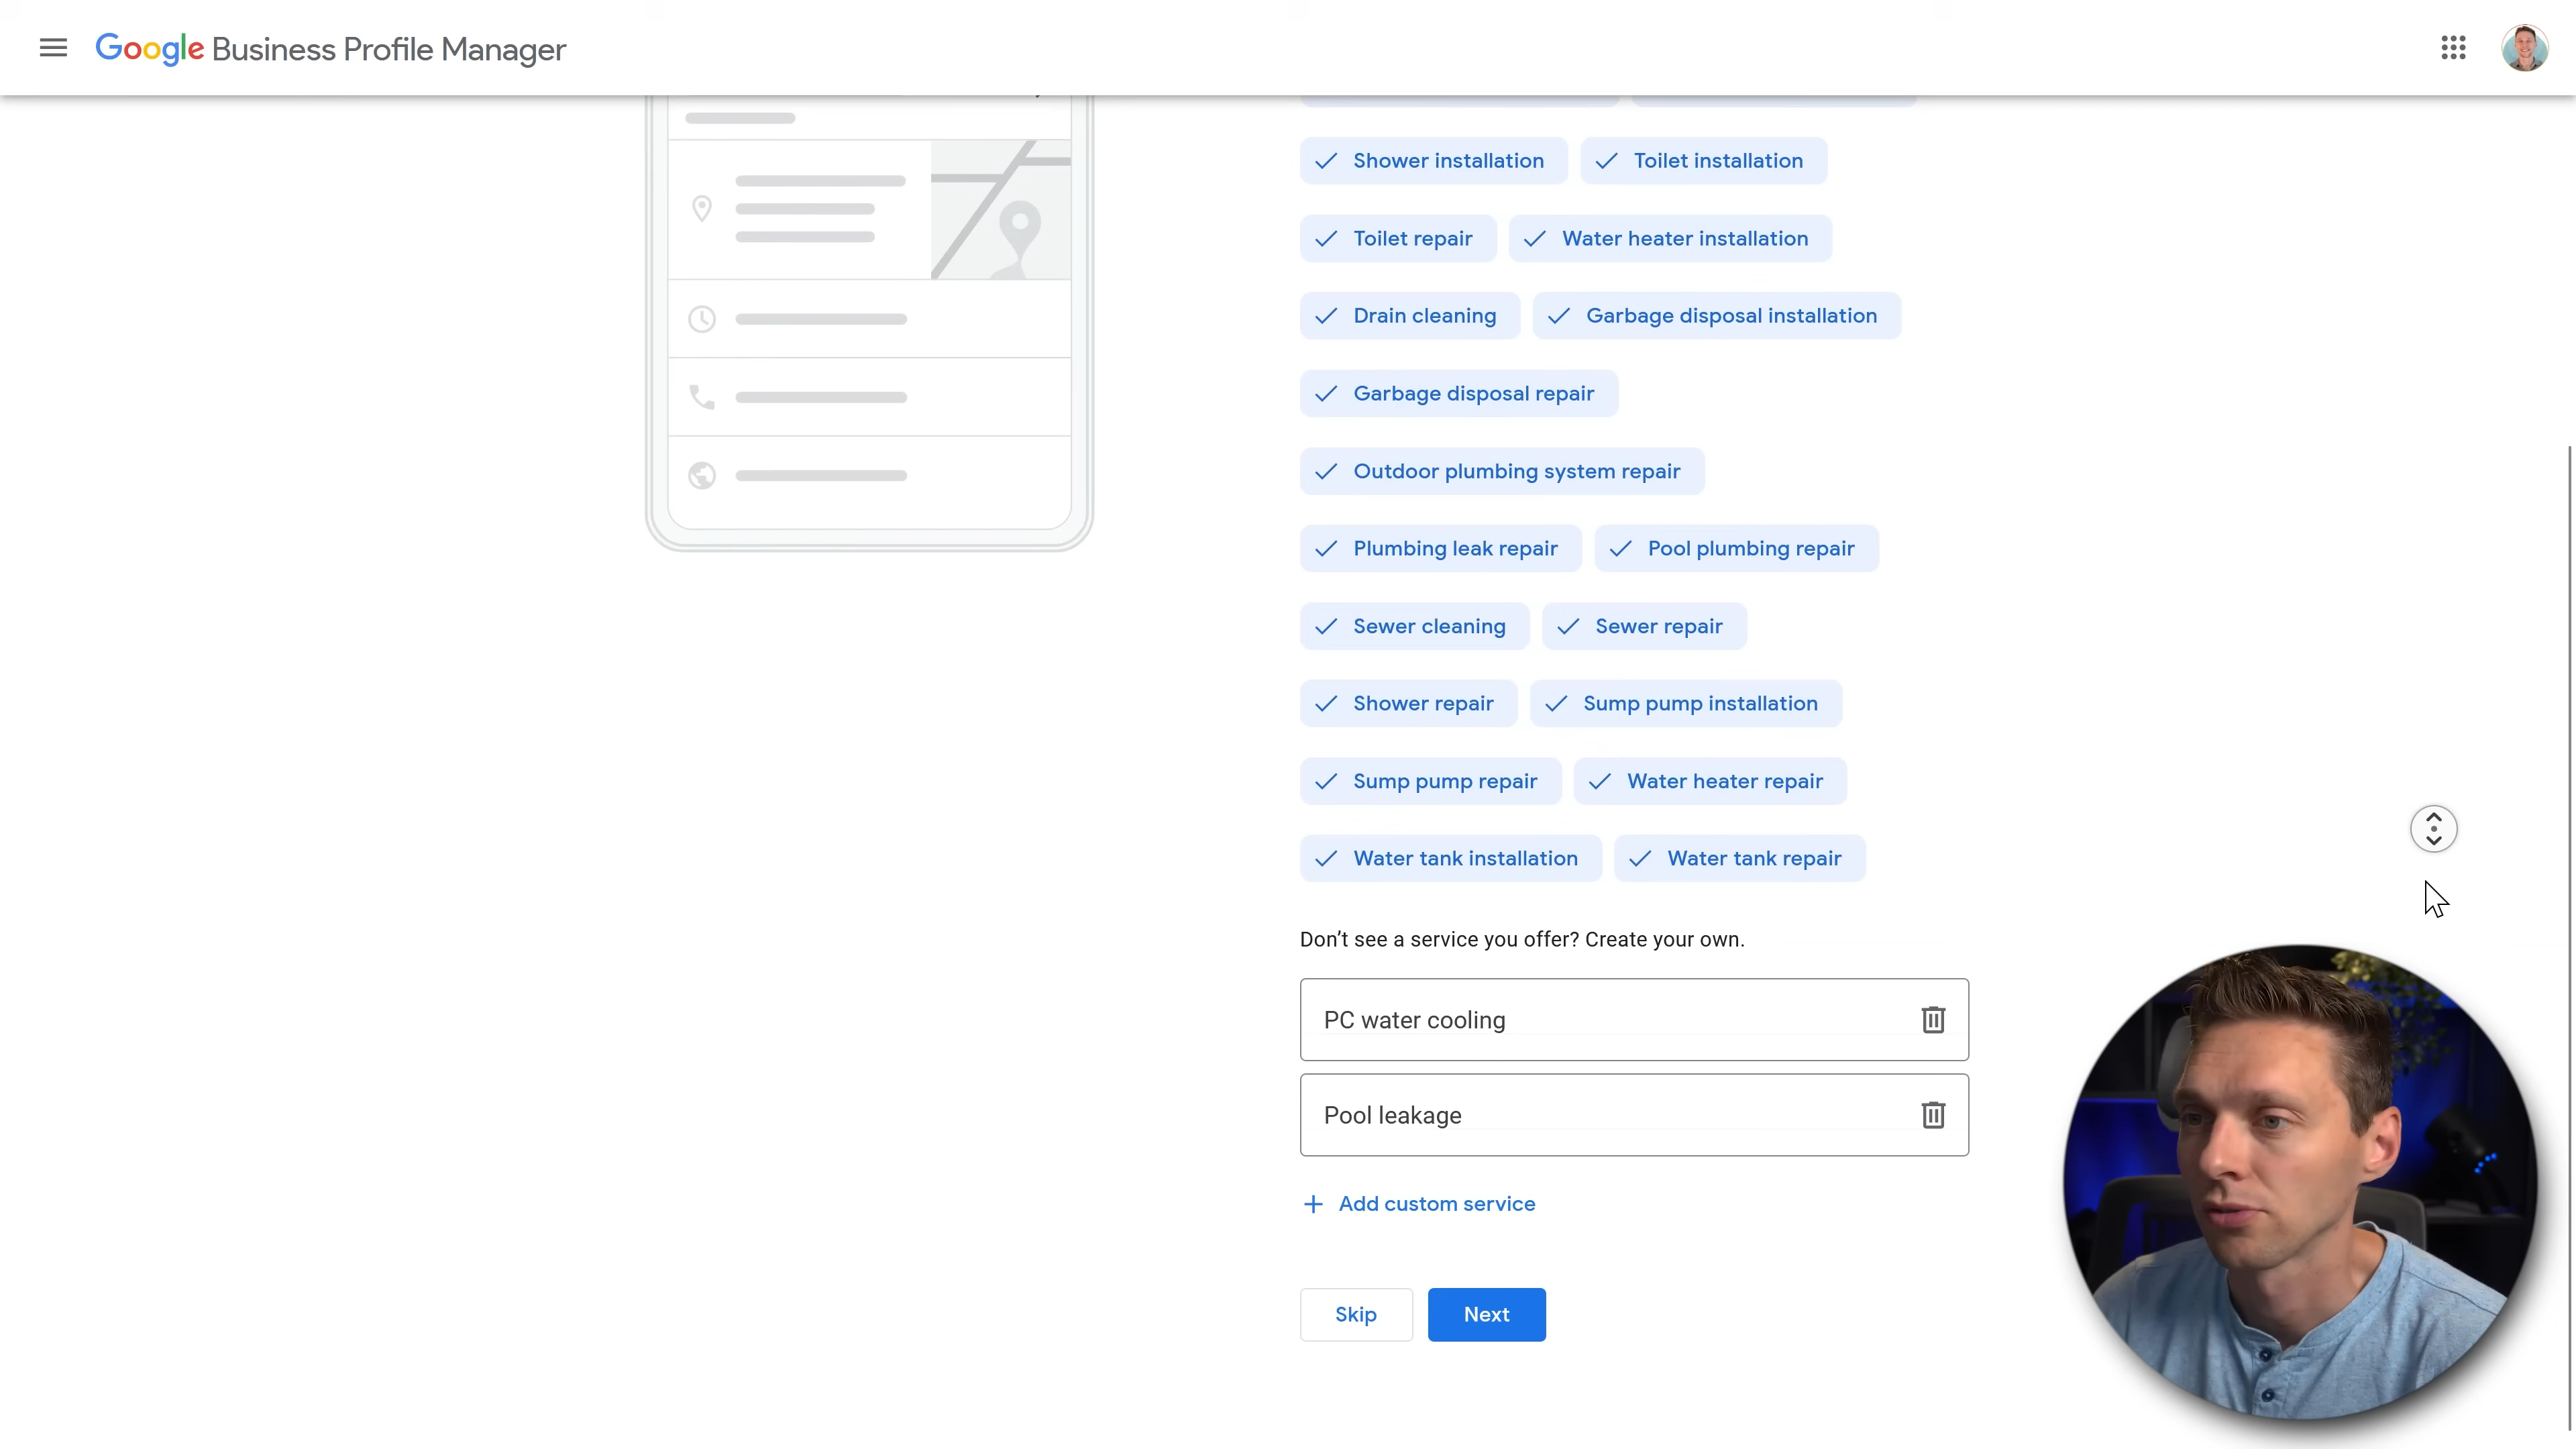 Google Business Profile Manager
Shower installation Toilet installation
Toilet repair Water heater installation
Drain cleaning Garbage disposal installation
Garbage disposal repair
Outdoor plumbing system repair
Plumbing leak repair Pool plumbing repair
Sewer cleaning Sewer repair
Shower repair Sump pump installation
Sump pump repair Water heater repair
Water tank installation Water tank repair
Don’t see a service you offer? Create your own.
PC water cooling
Pool leakage
+ Add custom service
Skip Next